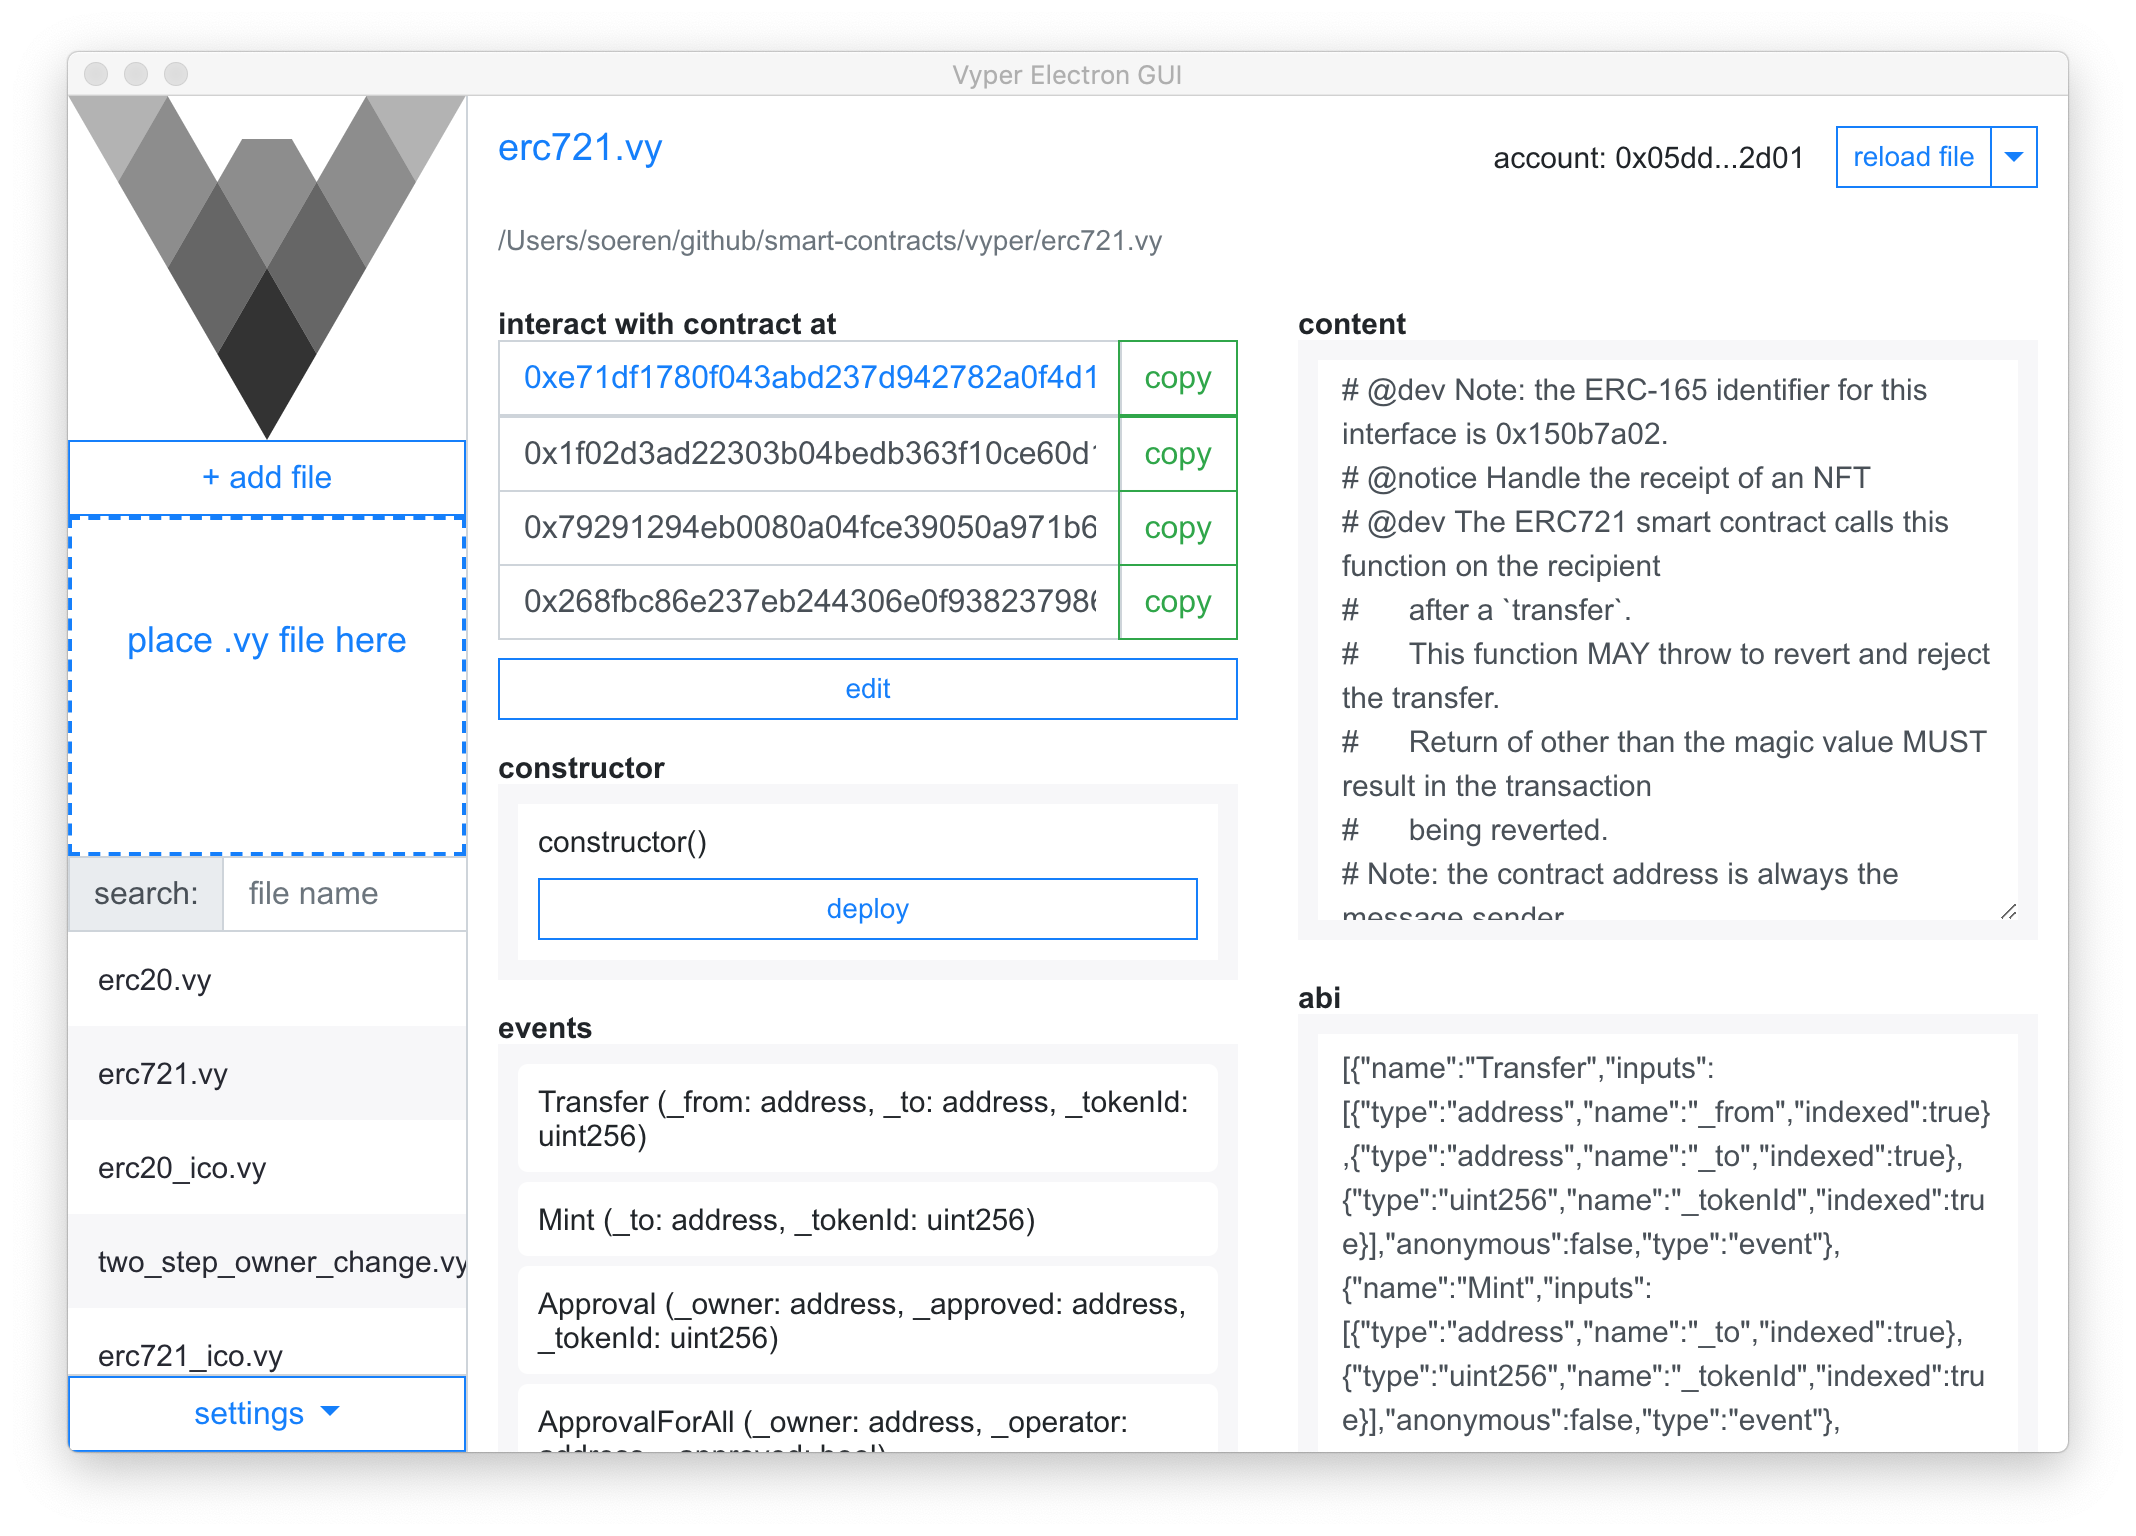 Vyper Electron GUI
+ add file
place .vy file here
search: file name
erc20.vy
erc721.vy
erc20_ico.vy
two_step_owner_change.vy
erc721_ico.vy
settings
erc721.vy
account: 0x05dd...2d01
reload file
/Users/soeren/github/smart-contracts/vyper/erc721.vy
interact with contract at
0xe71df1780f043abd237d942782a0f4d1 copy
0x1f02d3ad22303b04bedb363f10ce60d1 copy
0x79291294eb0080a04fce39050a971b6 copy
0x268fbc86e237eb244306e0f938237986 copy
edit
constructor
constructor()
deploy
events
Transfer (_from: address, _to: address, _tokenId:
uint256)
Mint (_to: address, _tokenId: uint256)
Approval (_owner: address, _approved: address,
_tokenId: uint256)
ApprovalForAll (_owner: address, _operator:
address, _approved: bool)
content
# @dev Note: the ERC-165 identifier for this
interface is 0x150b7a02.
# @notice Handle the receipt of an NFT
# @dev The ERC721 smart contract calls this
function on the recipient
# after a `transfer`.
# This function MAY throw to revert and reject
the transfer.
# Return of other than the magic value MUST
result in the transaction
# being reverted.
# Note: the contract address is always the
message sender
abi
[{"name":"Transfer","inputs":
[{"type":"address","name":"_from","indexed":true}
,{"type":"address","name":"_to","indexed":true},
{"type":"uint256","name":"_tokenId","indexed":tru
e}],"anonymous":false,"type":"event"},
{"name":"Mint","inputs":
[{"type":"address","name":"_to","indexed":true},
{"type":"uint256","name":"_tokenId","indexed":tru
e}],"anonymous":false,"type":"event"},